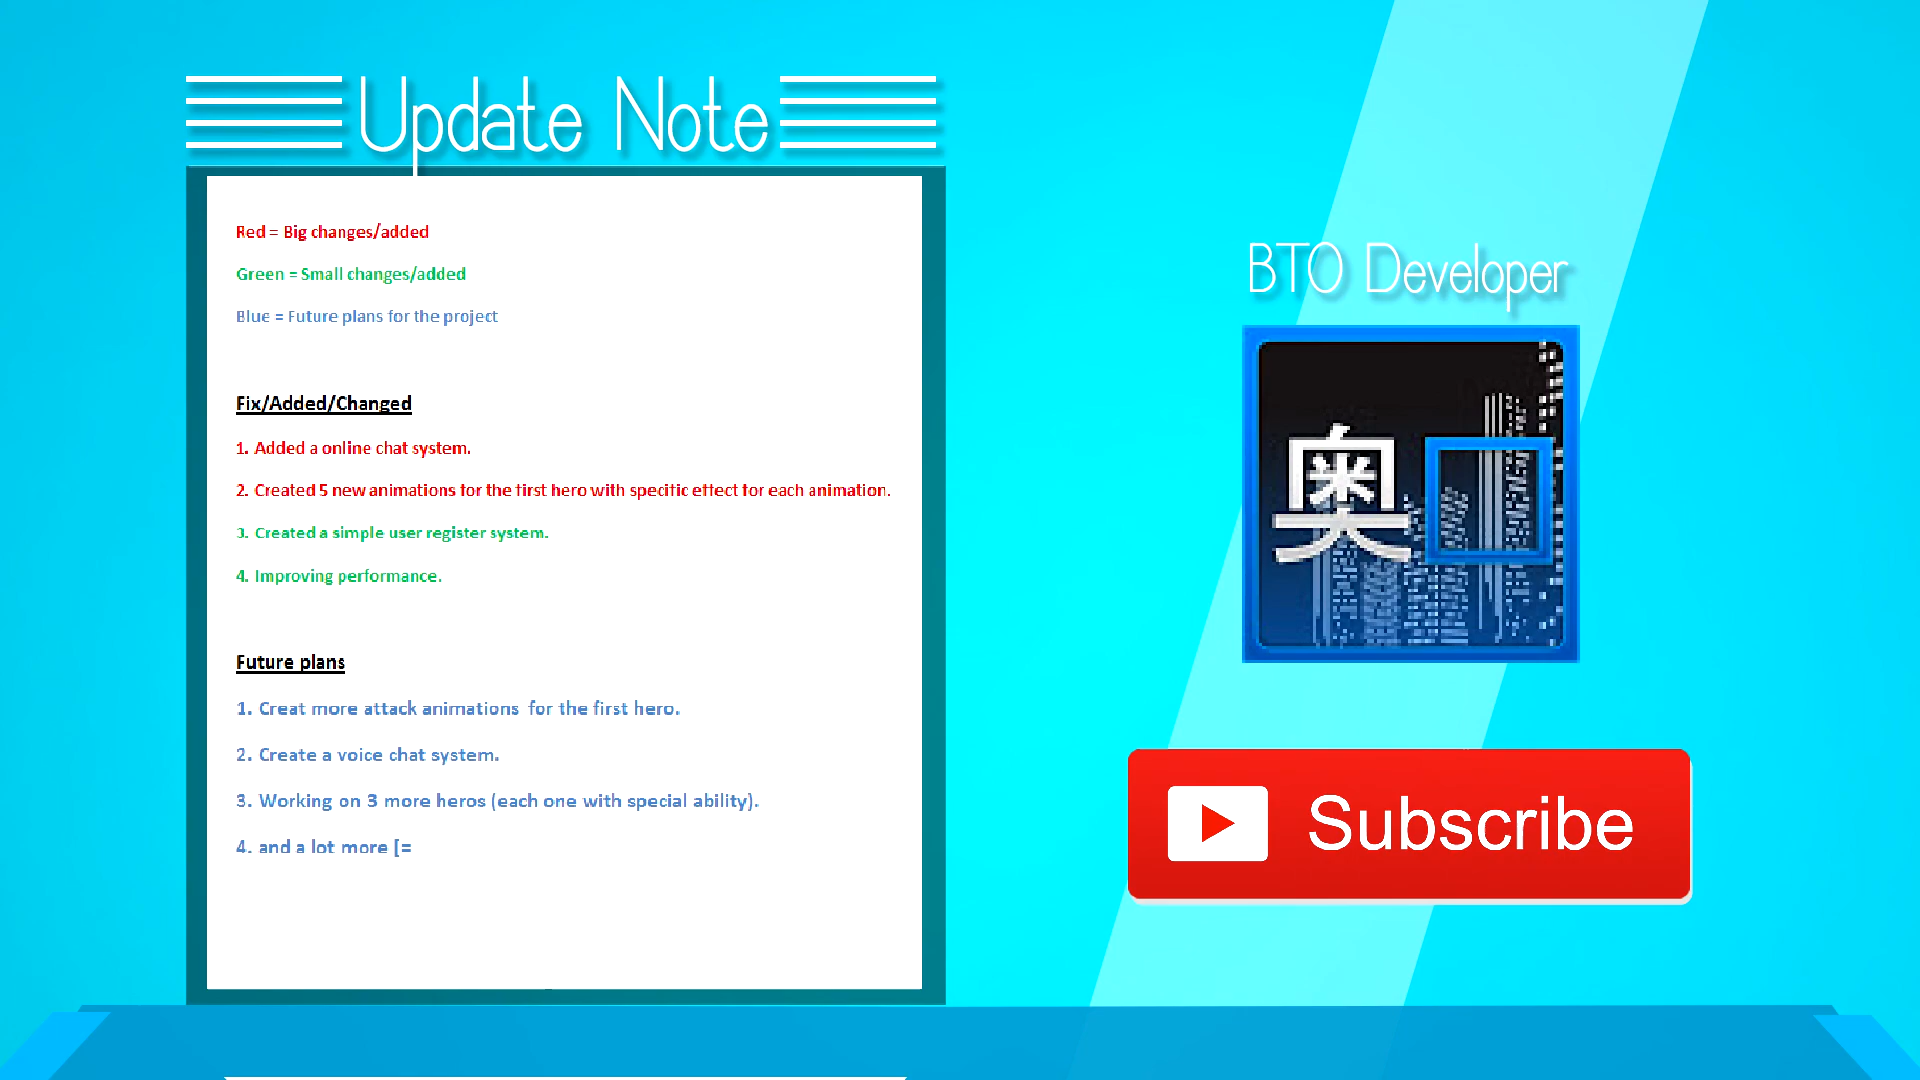 Update Note
Red = Big changes/added
Green = Small changes/added
Blue = Future plans for the project
Fix/Added/Changed
1. Added a online chat system.
2. Created 5 new animations for the first hero with specific effect for each animation.
3. Created a simple user register system.
4. Improving performance.
Future plans
1. Creat more attack animations for the first hero.
2. Create a voice chat system.
3. Working on 3 more heros (each one with special ability).
4. and a lot more [=
BTO Developer
奥口
Subscribe